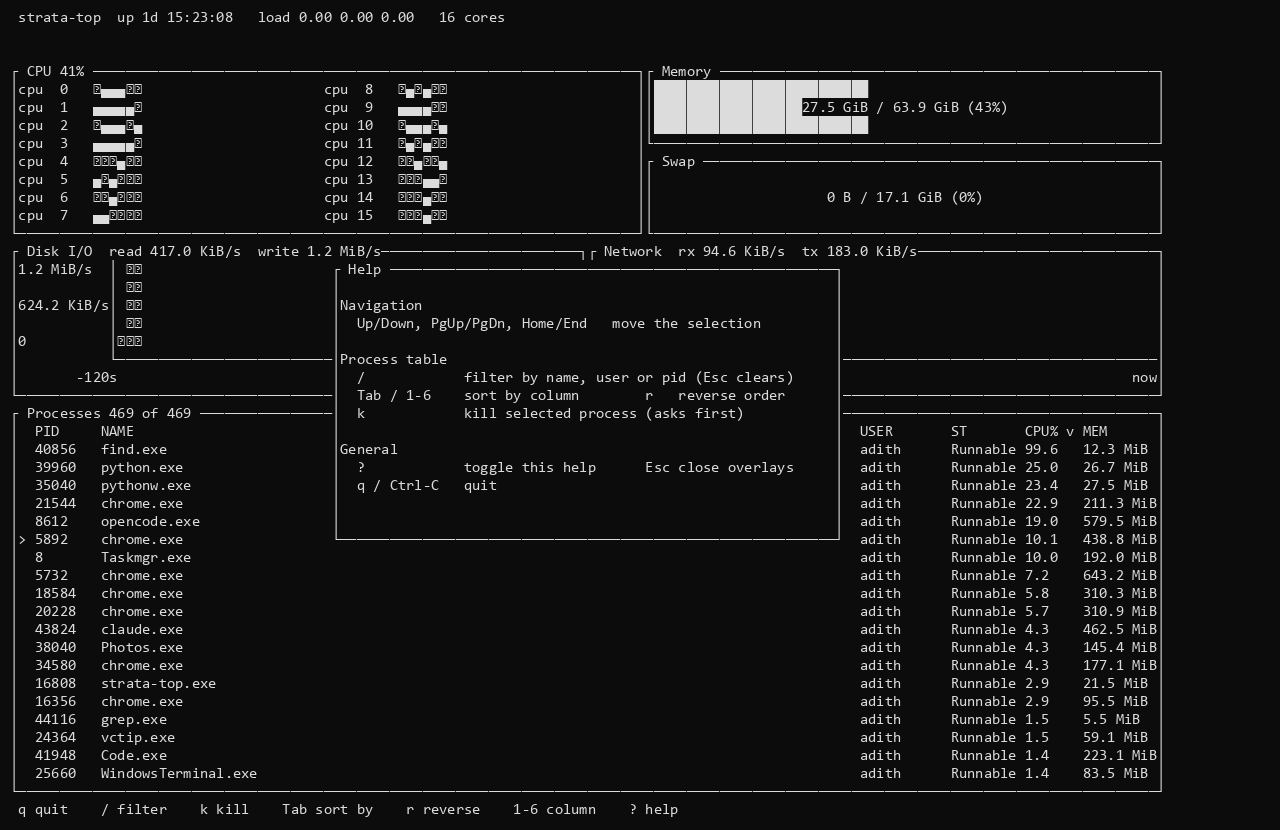 strata-top  up 1d 15:23:08   load 0.00 0.00 0.00   16 cores
CPU 41%
cpu  0
cpu  1
cpu  2
cpu  3
cpu  4
cpu  5
cpu  6
cpu  7
cpu  8
cpu  9
cpu 10
cpu 11
cpu 12
cpu 13
cpu 14
cpu 15
Memory
27.5 GiB / 63.9 GiB (43%)
Swap
0 B / 17.1 GiB (0%)
Disk I/O  read 417.0 KiB/s  write 1.2 MiB/s
1.2 MiB/s
624.2 KiB/s
0
-120s
Network  rx 94.6 KiB/s  tx 183.0 KiB/s
now
Help
Navigation
Up/Down, PgUp/PgDn, Home/End   move the selection
Process table
/            filter by name, user or pid (Esc clears)
Tab / 1-6    sort by column        r   reverse order
k            kill selected process (asks first)
General
?            toggle this help      Esc close overlays
q / Ctrl-C   quit
Processes 469 of 469
PID     NAME     USER     ST     CPU% v MEM
40856   find.exe     adith     Runnable 99.6   12.3 MiB
39960   python.exe     adith     Runnable 25.0   26.7 MiB
35040   pythonw.exe     adith     Runnable 23.4   27.5 MiB
21544   chrome.exe     adith     Runnable 22.9   211.3 MiB
8612    opencode.exe     adith     Runnable 19.0   579.5 MiB
> 5892    chrome.exe     adith     Runnable 10.1   438.8 MiB
8       Taskmgr.exe     adith     Runnable 10.0   192.0 MiB
5732    chrome.exe     adith     Runnable 7.2    643.2 MiB
18584   chrome.exe     adith     Runnable 5.8    310.3 MiB
20228   chrome.exe     adith     Runnable 5.7    310.9 MiB
43824   claude.exe     adith     Runnable 4.3    462.5 MiB
38040   Photos.exe     adith     Runnable 4.3    145.4 MiB
34580   chrome.exe     adith     Runnable 4.3    177.1 MiB
16808   strata-top.exe     adith     Runnable 2.9    21.5 MiB
16356   chrome.exe     adith     Runnable 2.9    95.5 MiB
44116   grep.exe     adith     Runnable 1.5    5.5 MiB
24364   vctip.exe     adith     Runnable 1.5    59.1 MiB
41948   Code.exe     adith     Runnable 1.4    223.1 MiB
25660   WindowsTerminal.exe     adith     Runnable 1.4    83.5 MiB
q quit    / filter    k kill    Tab sort by    r reverse    1-6 column    ? help